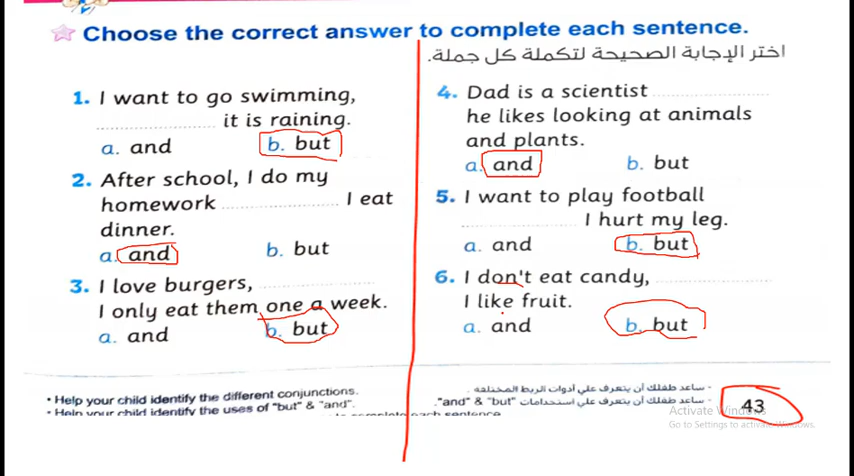 Choose the correct answer to complete each sentence.
اختر الإجابة الصحيحة لتكملة كل جملة.
1. I want to go swimming,
.................... it is raining.
a. and b. but
2. After school, I do my
homework .................... I eat
dinner.
a. and b. but
3. I love burgers, ....................
I only eat them one a week.
a. and b. but
4. Dad is a scientist ....................
he likes looking at animals
and plants.
a. and b. but
5. I want to play football
.................... I hurt my leg.
a. and b. but
6. I don't eat candy, ....................
I like fruit.
a. and b. but
• Help your child identify the different conjunctions.
• Help your child identify the uses of "but" & "and".
to complete each sentence
- ساعد طفلك أن يتعرف علي أدوات الربط المختلفة.
- ساعد طفلك أن يتعرف علي استخدامات "but" & "and".
43
Activate Windows
Go to Settings to activate Windows.